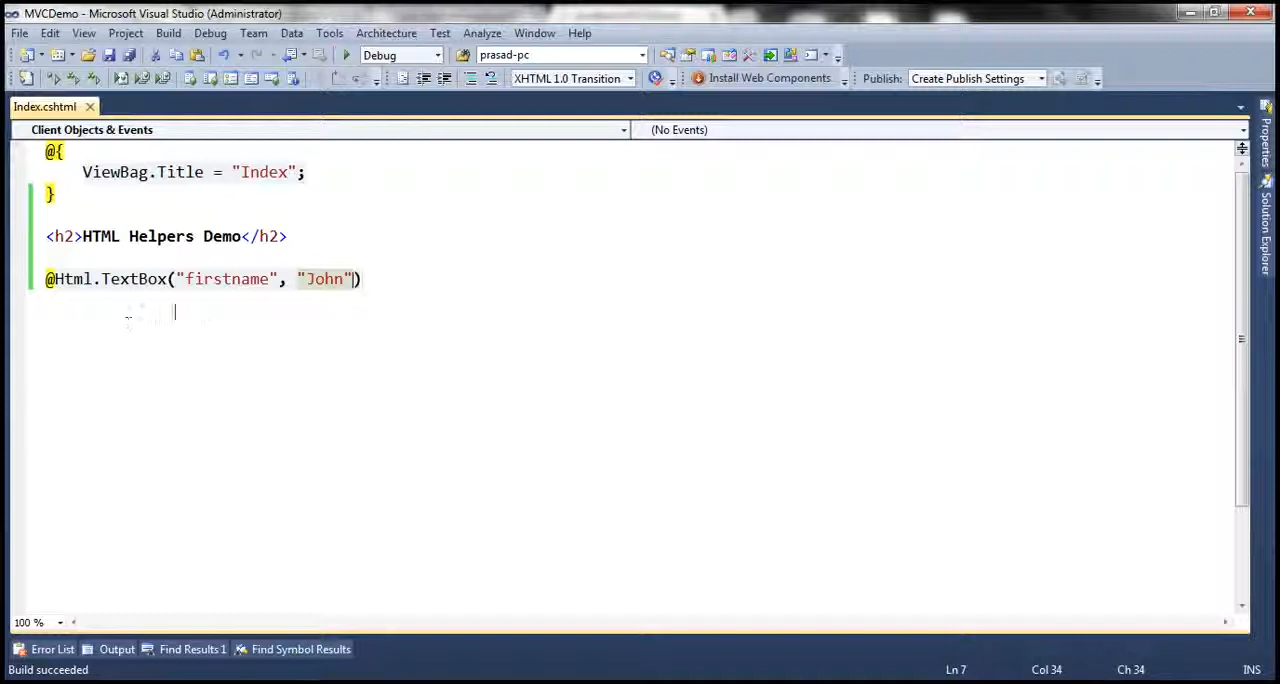 MVCDemo - Microsoft Visual Studio (Administrator)
File Edit View Project Build Debug Team Data Tools Architecture Test Analyze Window Help
Debug prasad-pc
XHTML 1.0 Transition Install Web Components Publish: Create Publish Settings
Index.cshtml
Client Objects & Events (No Events)
@{
ViewBag.Title = "Index";
}
<h2>HTML Helpers Demo</h2>
@Html.TextBox("firstname", "John")
Properties
Solution Explorer
100 %
Error List Output Find Results 1 Find Symbol Results
Build succeeded Ln 7 Col 34 Ch 34 INS